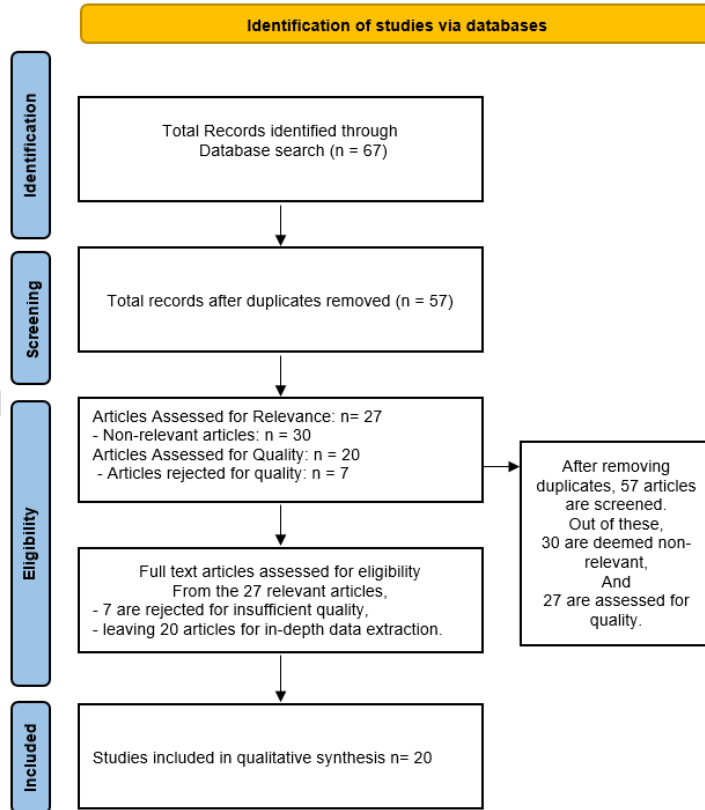 Identification of studies via databases
Identification
Total Records identified through
Database search (n = 67)
Screening
Total records after duplicates removed (n = 57)
Eligibility
Articles Assessed for Relevance: n= 27
- Non-relevant articles: n = 30
Articles Assessed for Quality: n = 20
- Articles rejected for quality: n = 7
After removing
duplicates, 57 articles
are screened.
Out of these,
30 are deemed non-
relevant,
And
27 are assessed for
quality.
Full text articles assessed for eligibility
From the 27 relevant articles,
- 7 are rejected for insufficient quality,
- leaving 20 articles for in-depth data extraction.
Included
Studies included in qualitative synthesis n= 20